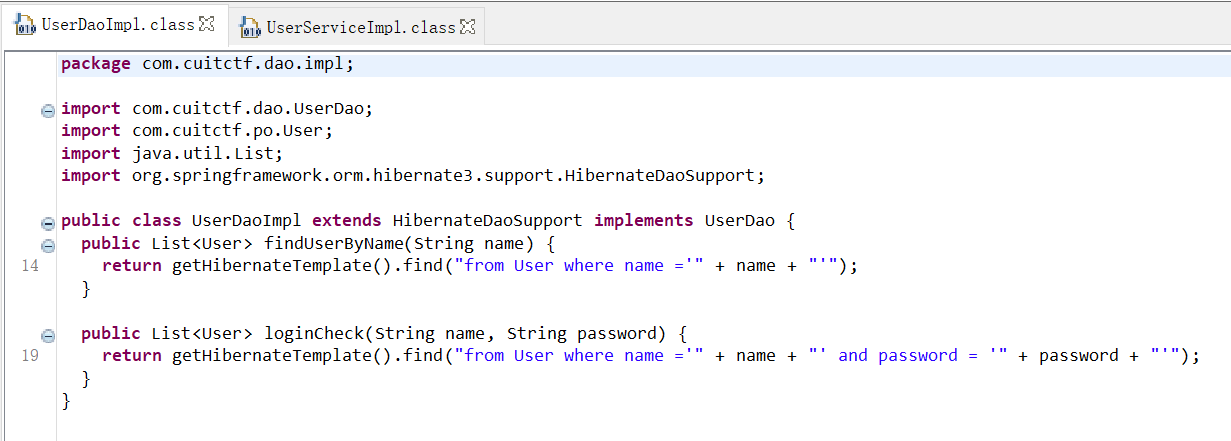 UserDaoImpl.class UserServiceImpl.class
package com.cuitctf.dao.impl;
import com.cuitctf.dao.UserDao;
import com.cuitctf.po.User;
import java.util.List;
import org.springframework.orm.hibernate3.support.HibernateDaoSupport;
public class UserDaoImpl extends HibernateDaoSupport implements UserDao {
public List<User> findUserByName(String name) {
14 return getHibernateTemplate().find("from User where name ='" + name + "'");
}
public List<User> loginCheck(String name, String password) {
19 return getHibernateTemplate().find("from User where name ='" + name + "' and password = '" + password + "'");
}
}